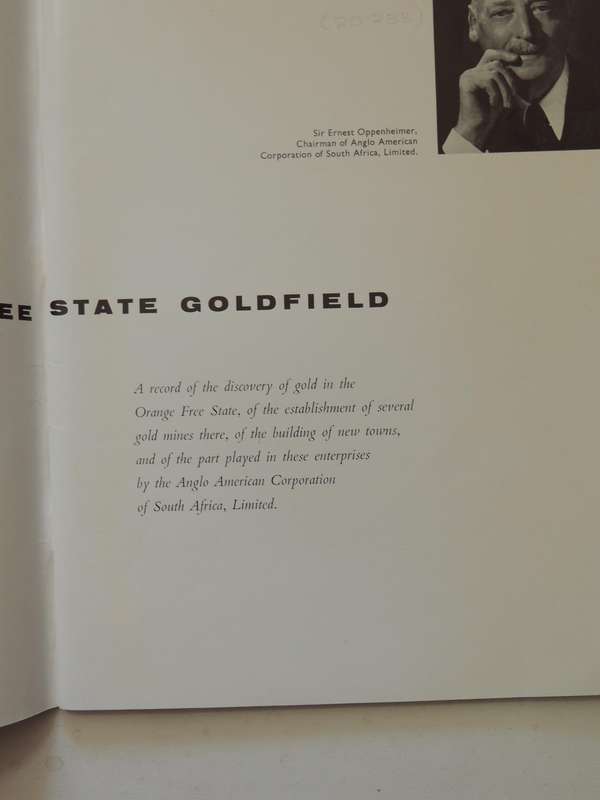 Sir Ernest Oppenheimer,
Chairman of Anglo American
Corporation of South Africa, Limited.
EE STATE GOLDFIELD
A record of the discovery of gold in the
Orange Free State, of the establishment of several
gold mines there, of the building of new towns,
and of the part played in these enterprises
by the Anglo American Corporation
of South Africa, Limited.